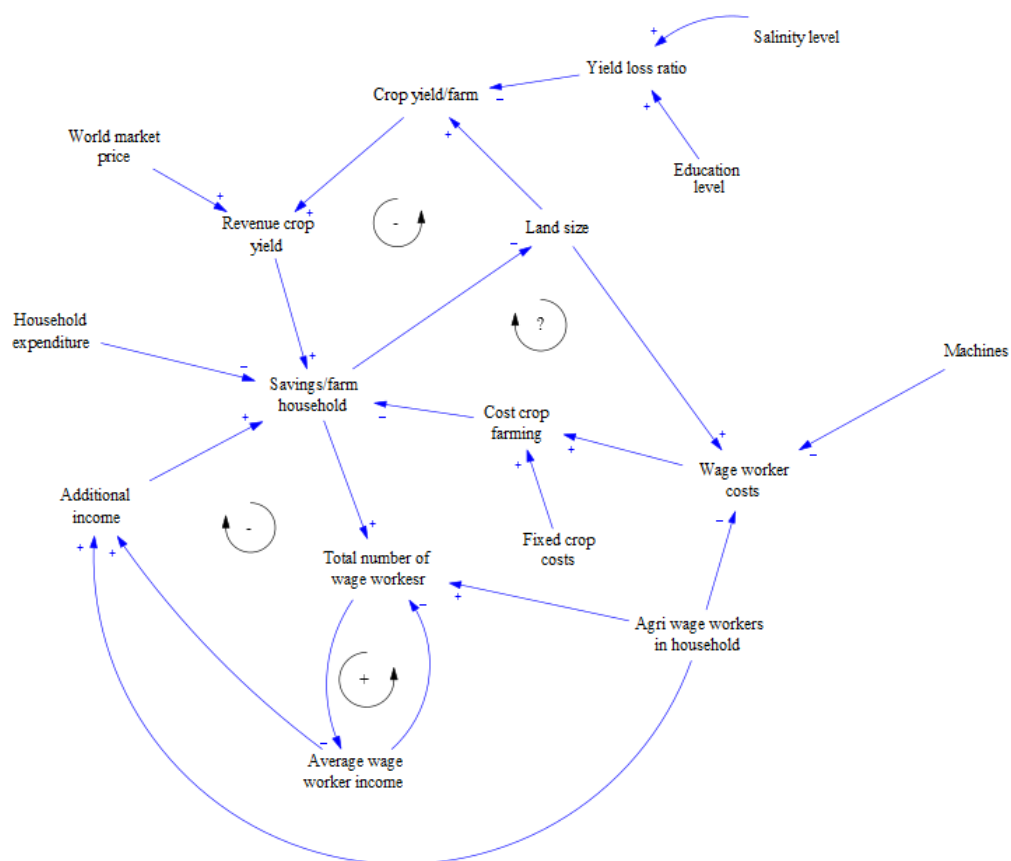 Salinity level
+
Yield loss ratio
Crop yield/farm
−
+
+
World market
price
Education
level
+
+
Revenue crop
yield
-
Land size
−
Household
expenditure
?
Machines
+
−
Savings/farm
household
+
−
Cost crop
farming
+
+
+
−
Wage worker
costs
Additional
income
-
−
+
+
+
Fixed crop
costs
Total number of
wage workesr
−
+
Agri wage workers
in household
+
−
Average wage
worker income